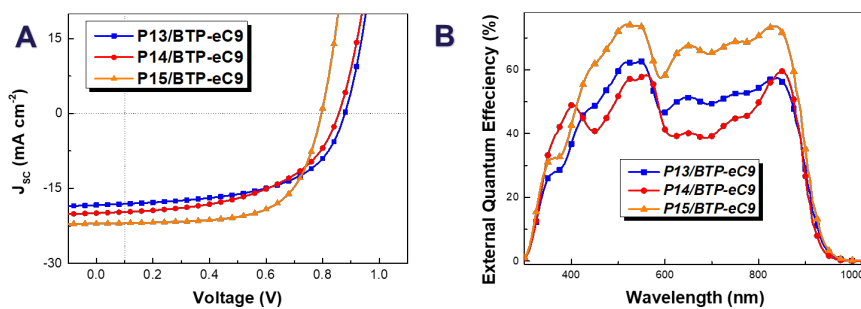 A
P13/BTP-eC9
P14/BTP-eC9
P15/BTP-eC9
15
0
-15
-30
0.0
0.2
0.4
0.6
0.8
1.0
Voltage (V)
JSC (mA cm-2)
B
80
60
40
20
0
400
600
800
1000
Wavelength (nm)
External Quantum Effeciency (%)
P13/BTP-eC9
P14/BTP-eC9
P15/BTP-eC9